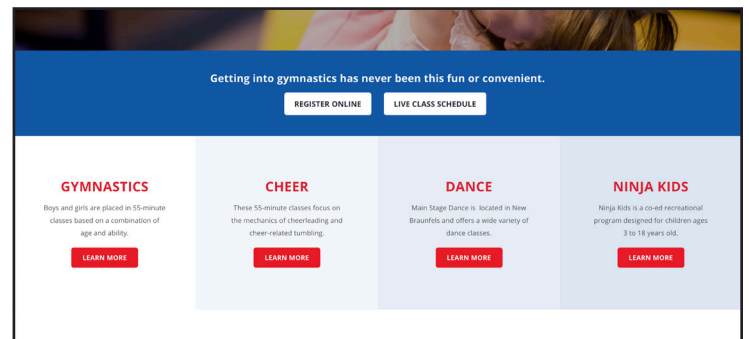 Getting into gymnastics has never been this fun or convenient.
REGISTER ONLINE
LIVE CLASS SCHEDULE
GYMNASTICS
Boys and girls are placed in 55-minute
classes based on a combination of
age and ability.
LEARN MORE
CHEER
These 55-minute classes focus on
the mechanics of cheerleading and
cheer-related tumbling.
LEARN MORE
DANCE
Main Stage Dance is located in New
Braunfels and offers a wide variety of
dance classes.
LEARN MORE
NINJA KIDS
Ninja Kids is a co-ed recreational
program designed for children ages
3 to 18 years old.
LEARN MORE